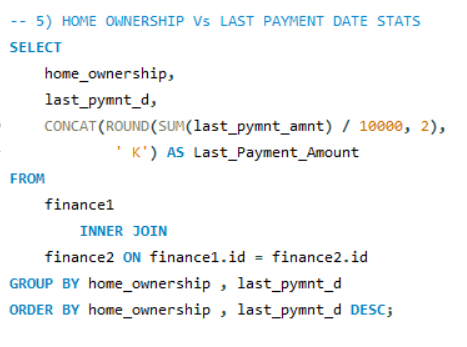 -- 5) HOME OWNERSHIP Vs LAST PAYMENT DATE STATS
SELECT
home_ownership,
last_pymnt_d,
CONCAT(ROUND(SUM(last_pymnt_amnt) / 10000, 2),
' K') AS Last_Payment_Amount
FROM
finance1
INNER JOIN
finance2 ON finance1.id = finance2.id
GROUP BY home_ownership , last_pymnt_d
ORDER BY home_ownership , last_pymnt_d DESC;